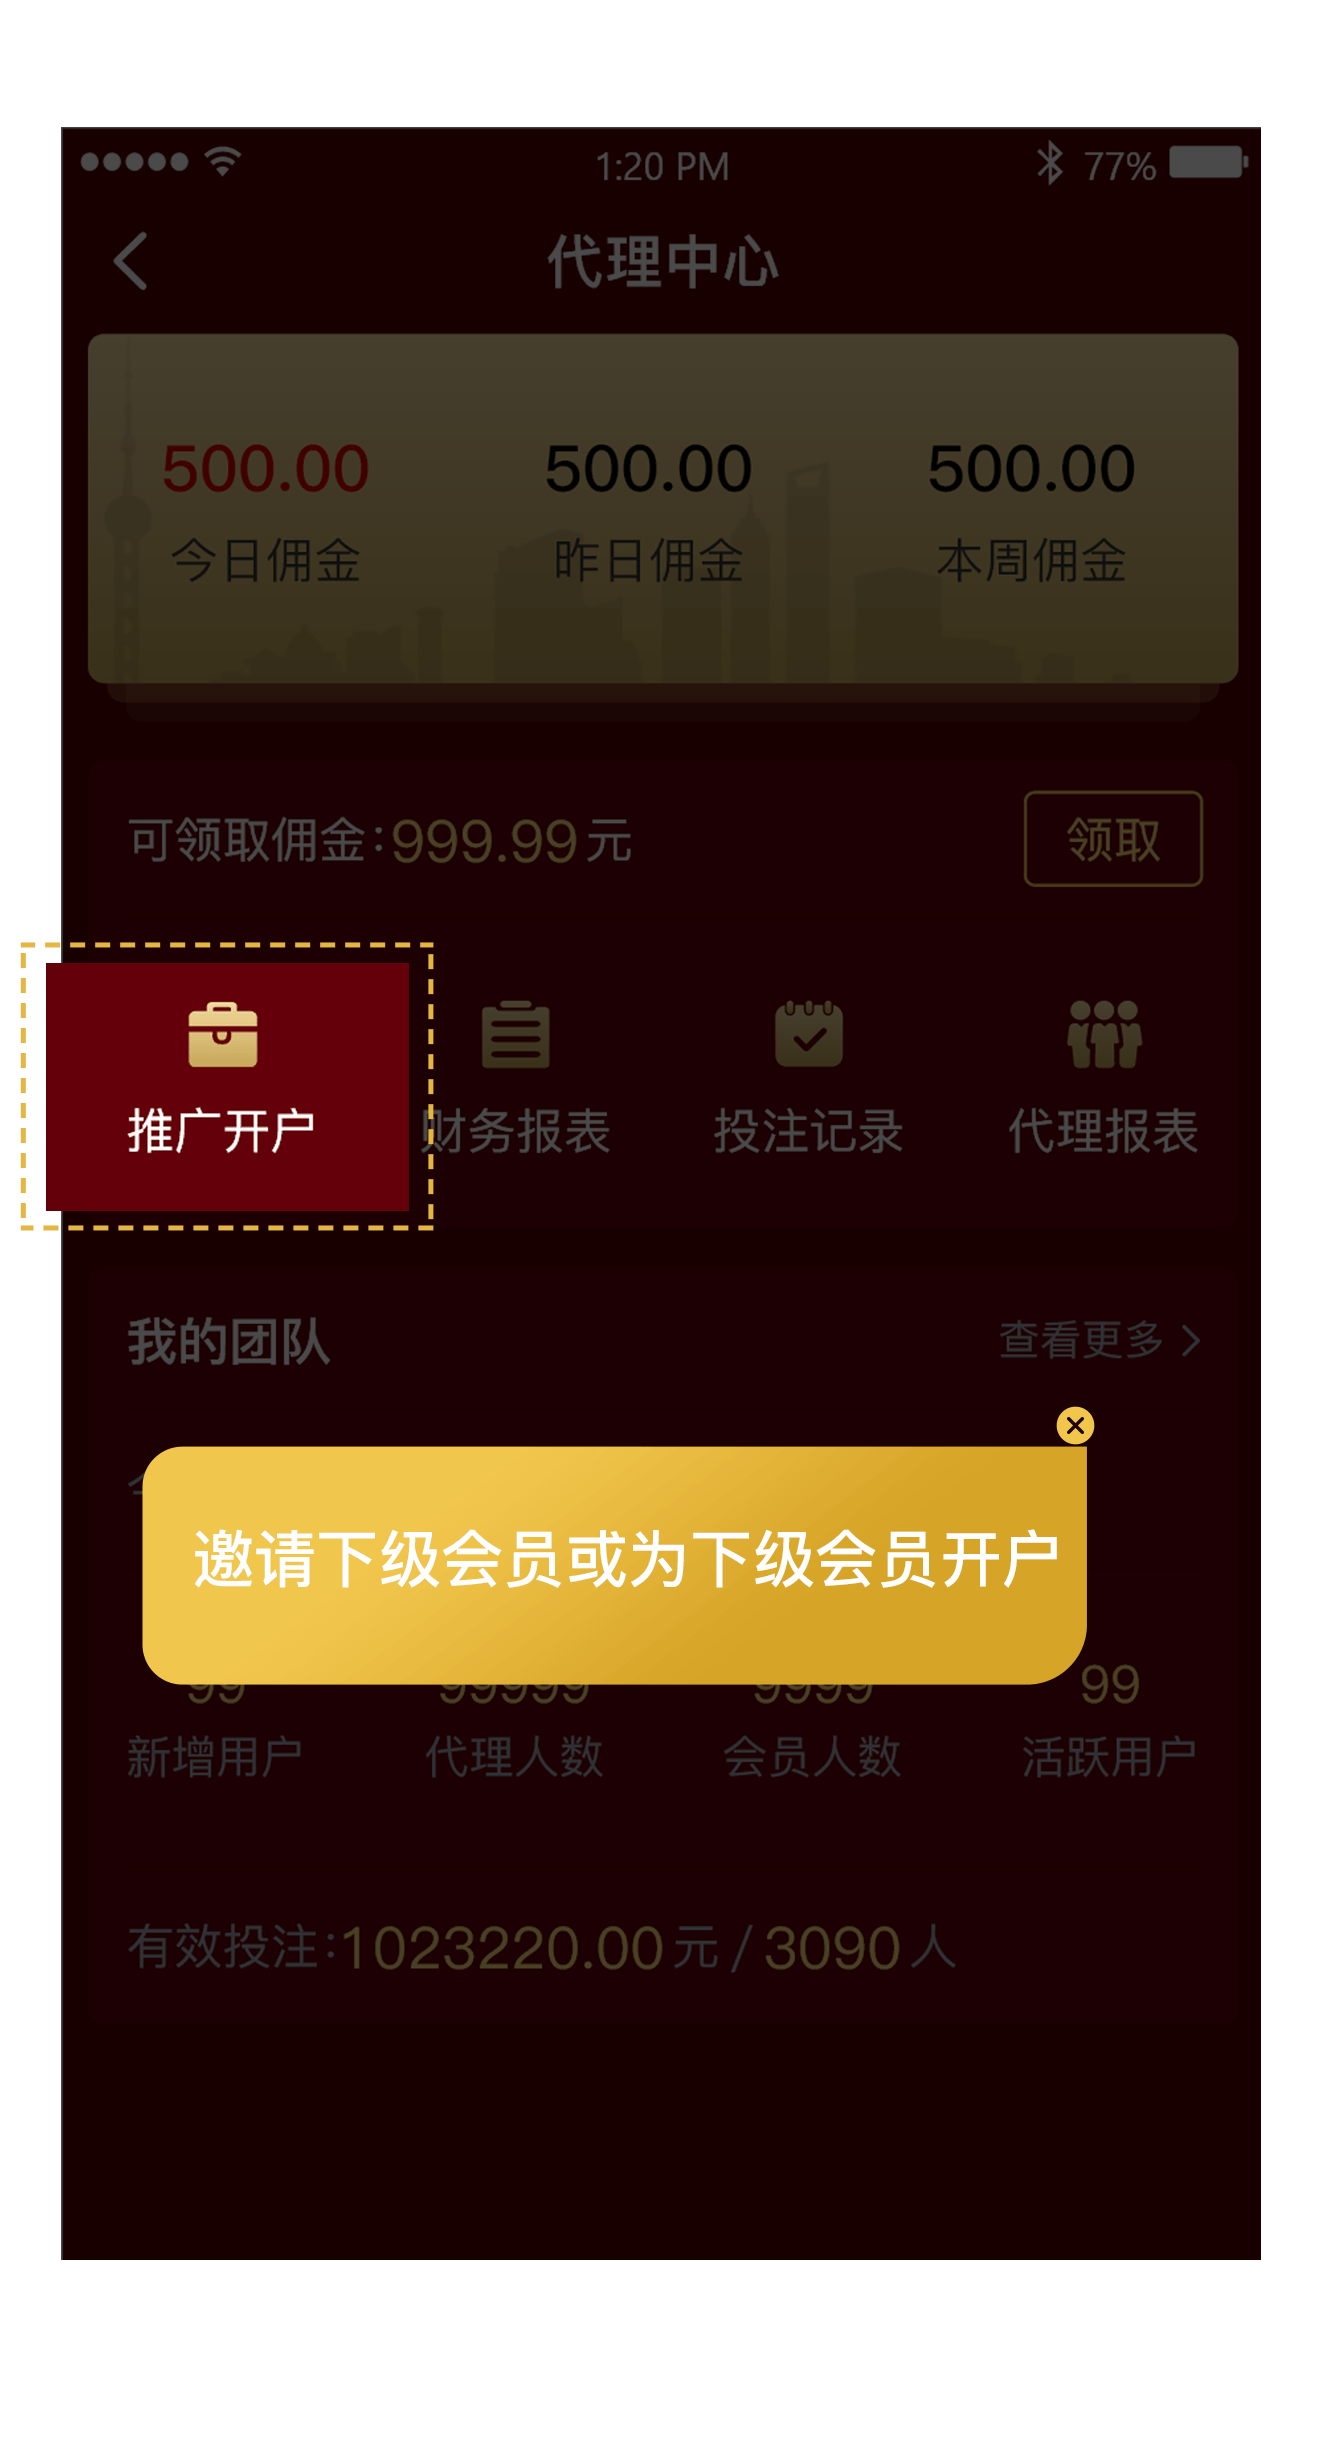 1:20 PM 77%
代理中心
500.00 500.00 500.00
今日佣金 昨日佣金 本周佣金
可领取佣金:999.99元 领取
推广开户 财务报表 投注记录 代理报表
我的团队 查看更多
邀请下级会员或为下级会员开户
99 99999 9999 99
新增用户 代理人数 会员人数 活跃用户
有效投注:1023220.00元/3090人